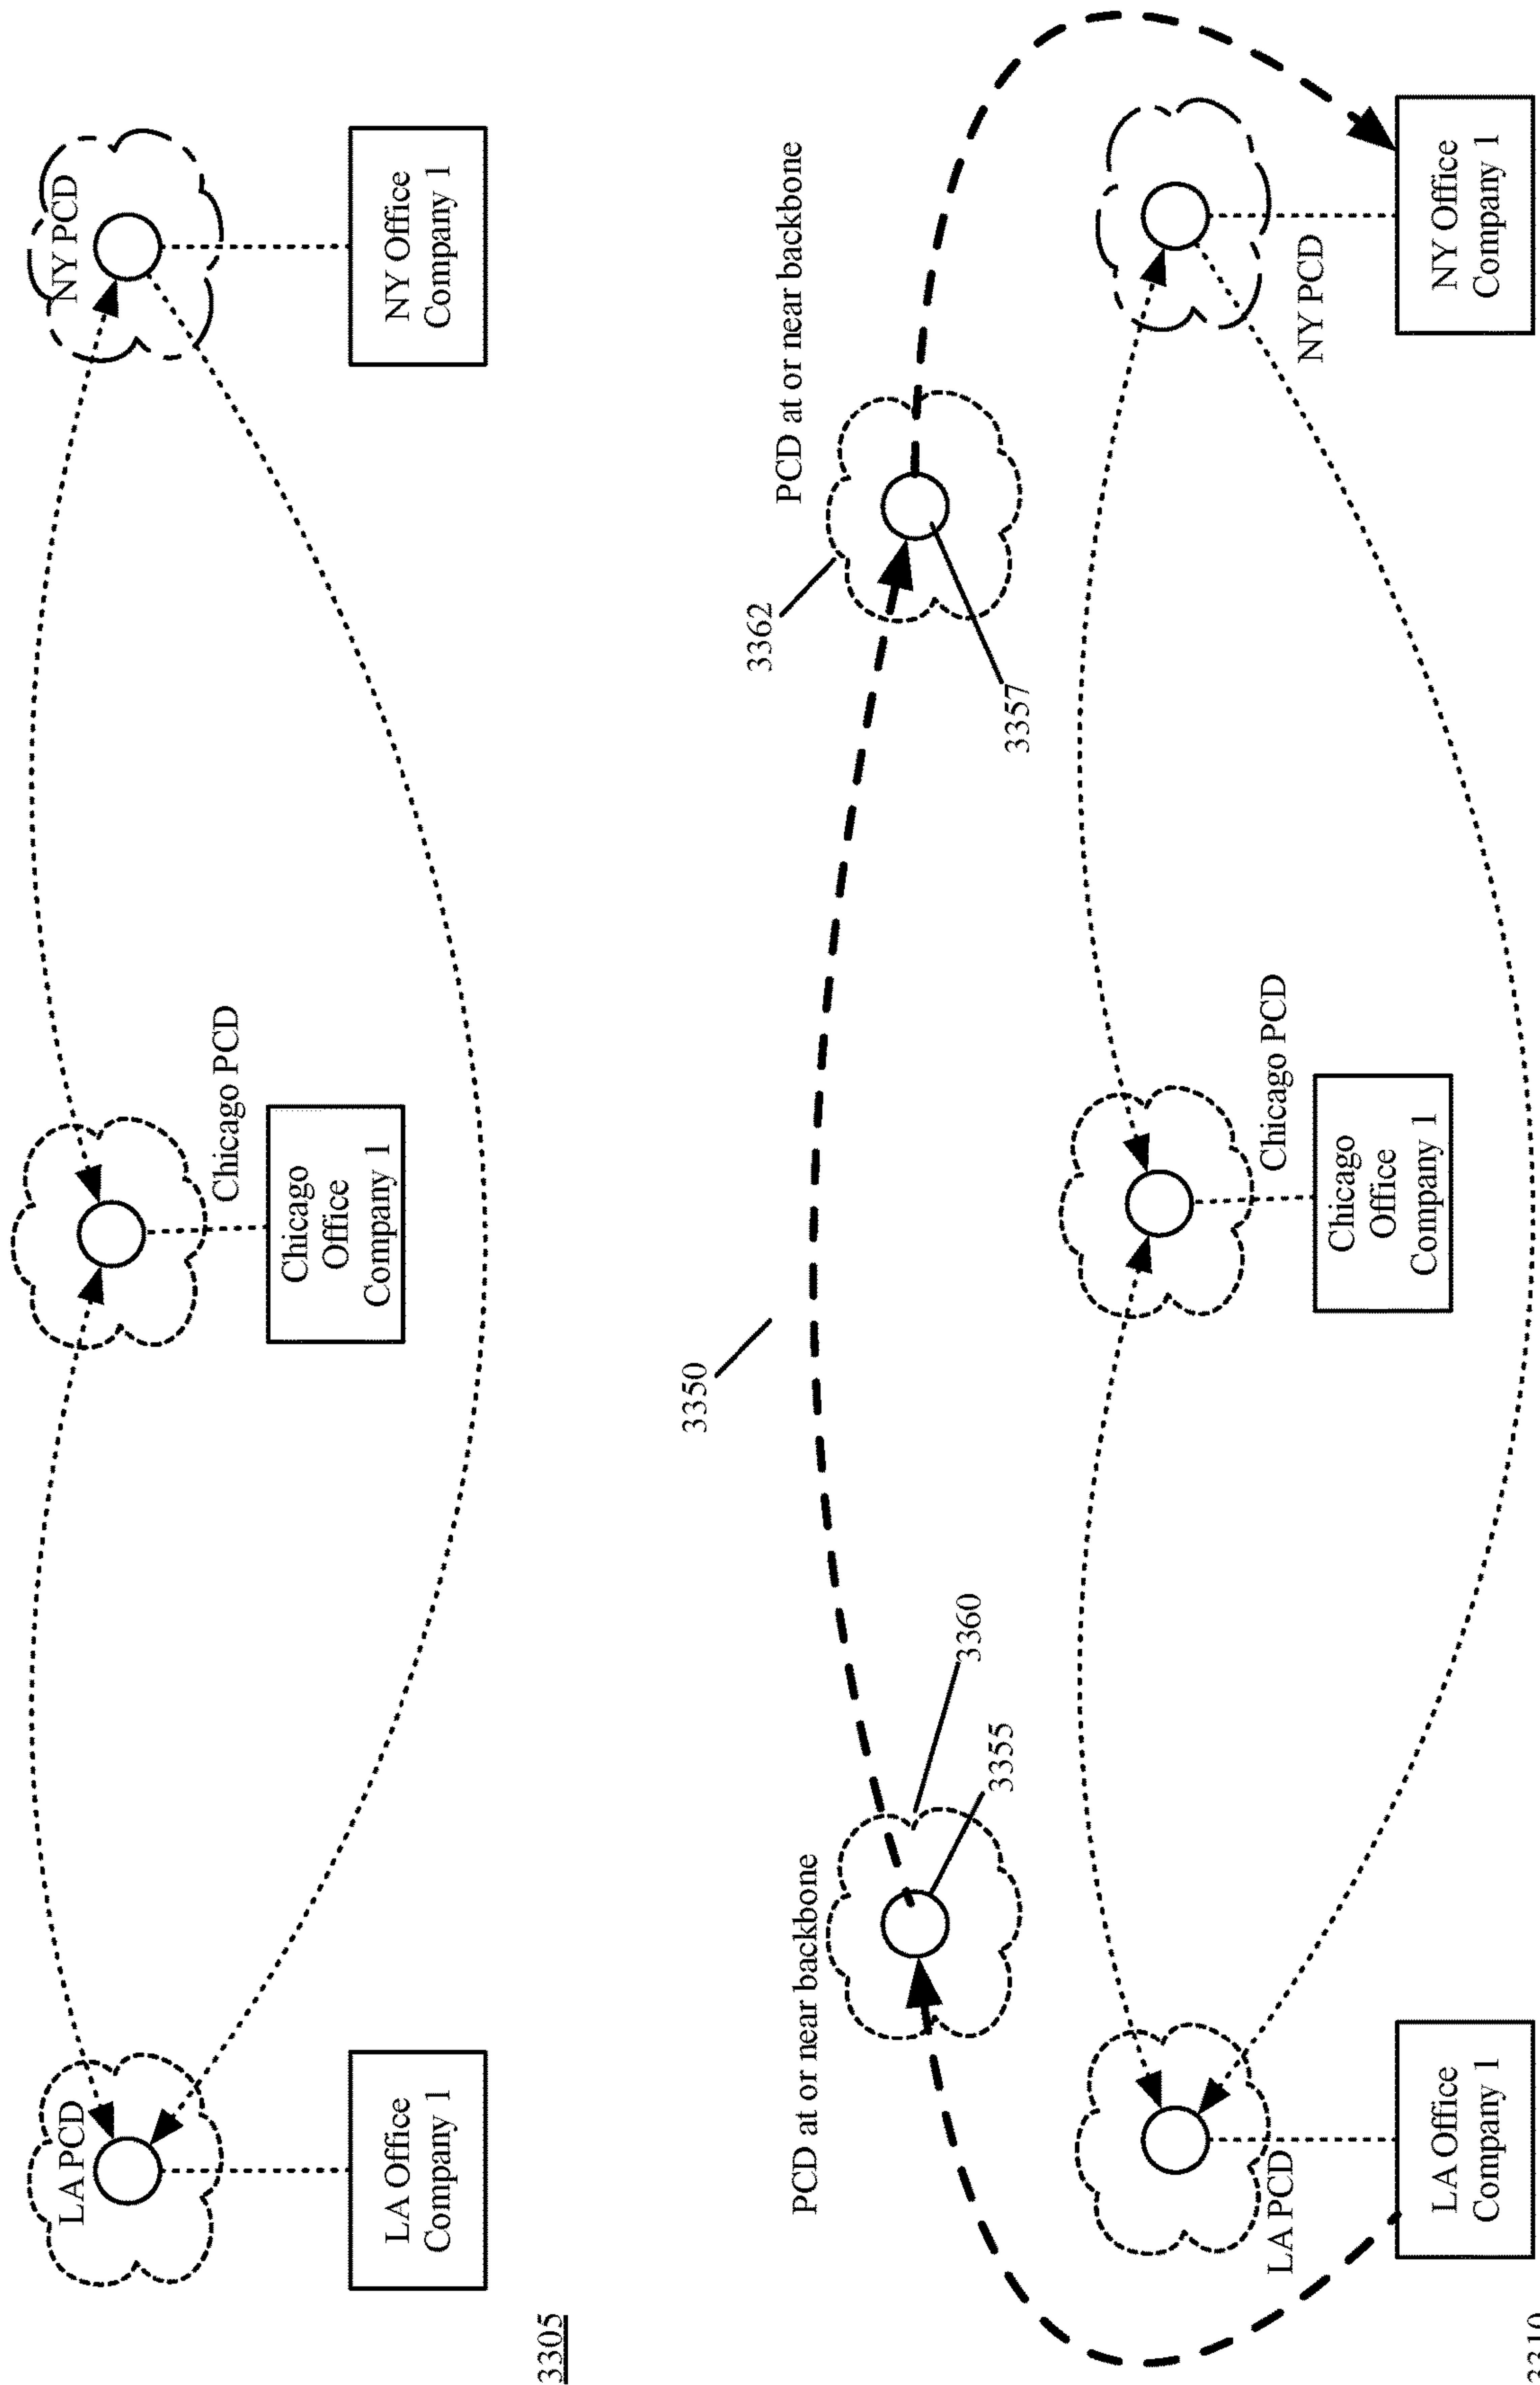 LA PCD
NY PCD
Chicago PCD
LA Office
Company 1
Chicago
Office
Company 1
NY Office
Company 1
3305
3350
3362
PCD at or near backbone
PCD at or near backbone
3360
3355
3357
LA PCD
Chicago PCD
NY PCD
LA Office
Company 1
Chicago
Office
Company 1
NY Office
Company 1
3310